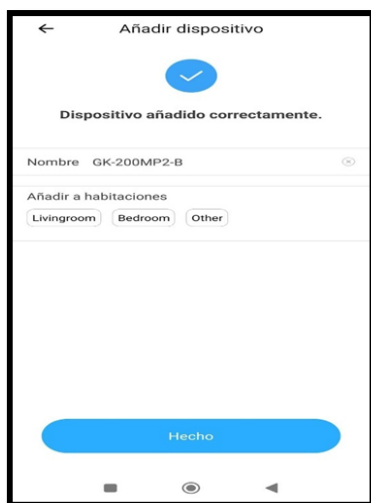 Añadir dispositivo
Dispositivo añadido correctamente.
Nombre GK-200MP2-B
Añadir a habitaciones
Livingroom Bedroom Other
Hecho